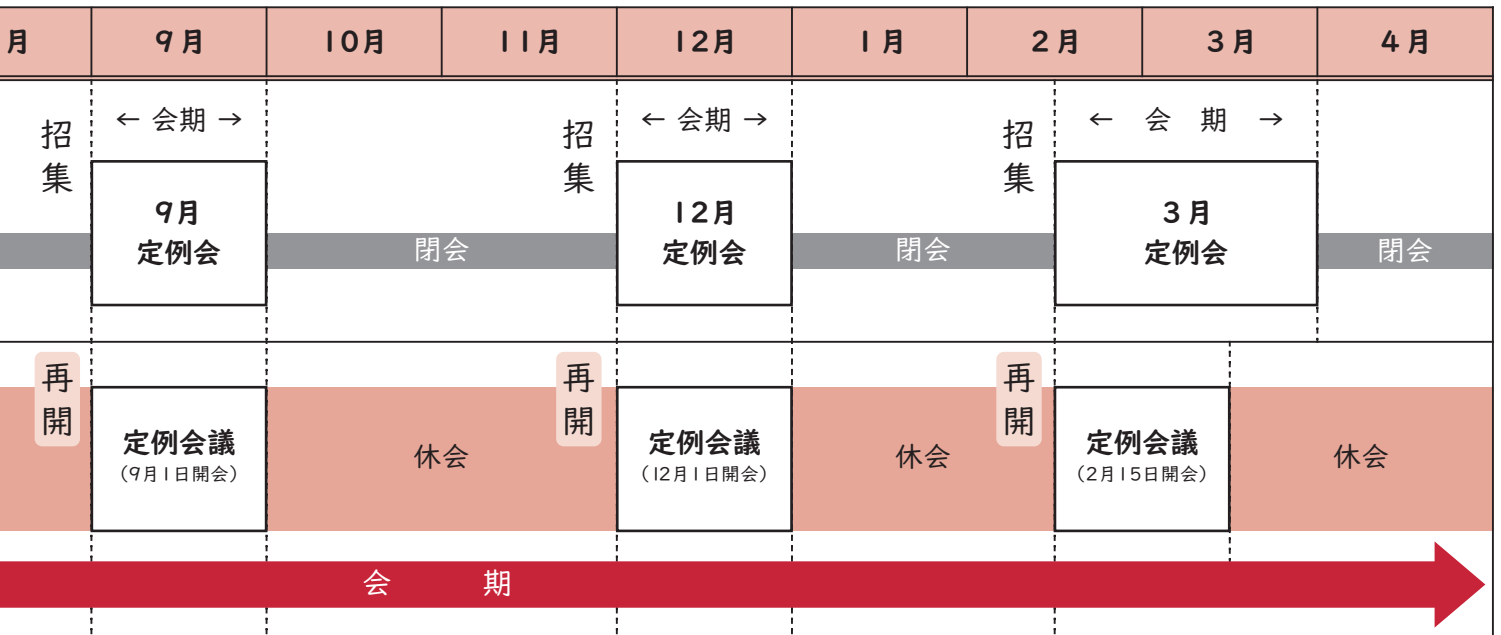 月 9月 10月 11月 12月 1月 2月 3月 4月
招集
← 会期 →
招集
← 会期 →
招集
← 会 期 →
9月
定例会
閉会
12月
定例会
閉会
3月
定例会
閉会
再開
定例会議
（9月1日開会）
休会
再開
定例会議
（12月1日開会）
休会
再開
定例会議
（2月15日開会）
休会
会 期